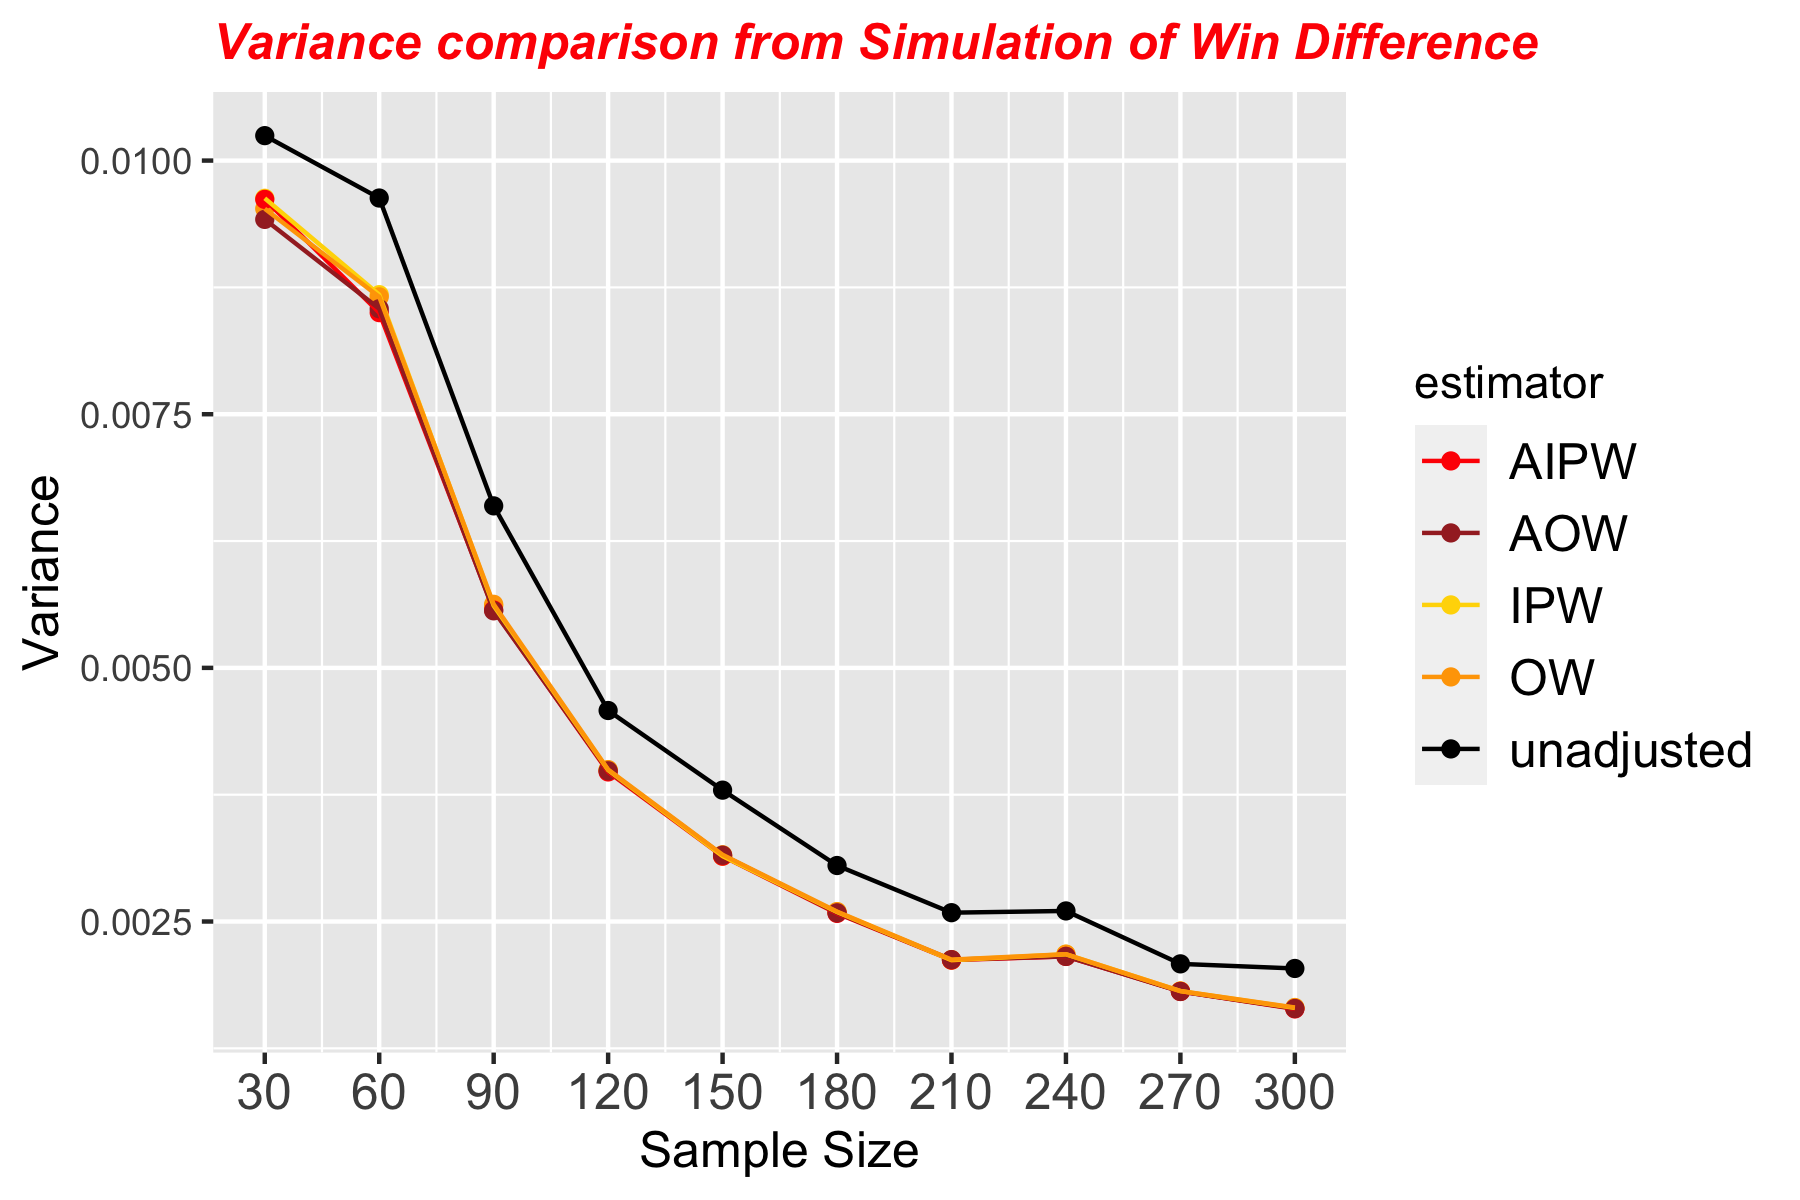 Variance comparison from Simulation of Win Difference
0.0100
0.0075
0.0050
0.0025
Variance
30 60 90 120 150 180 210 240 270 300
Sample Size
estimator
AIPW
AOW
IPW
OW
unadjusted